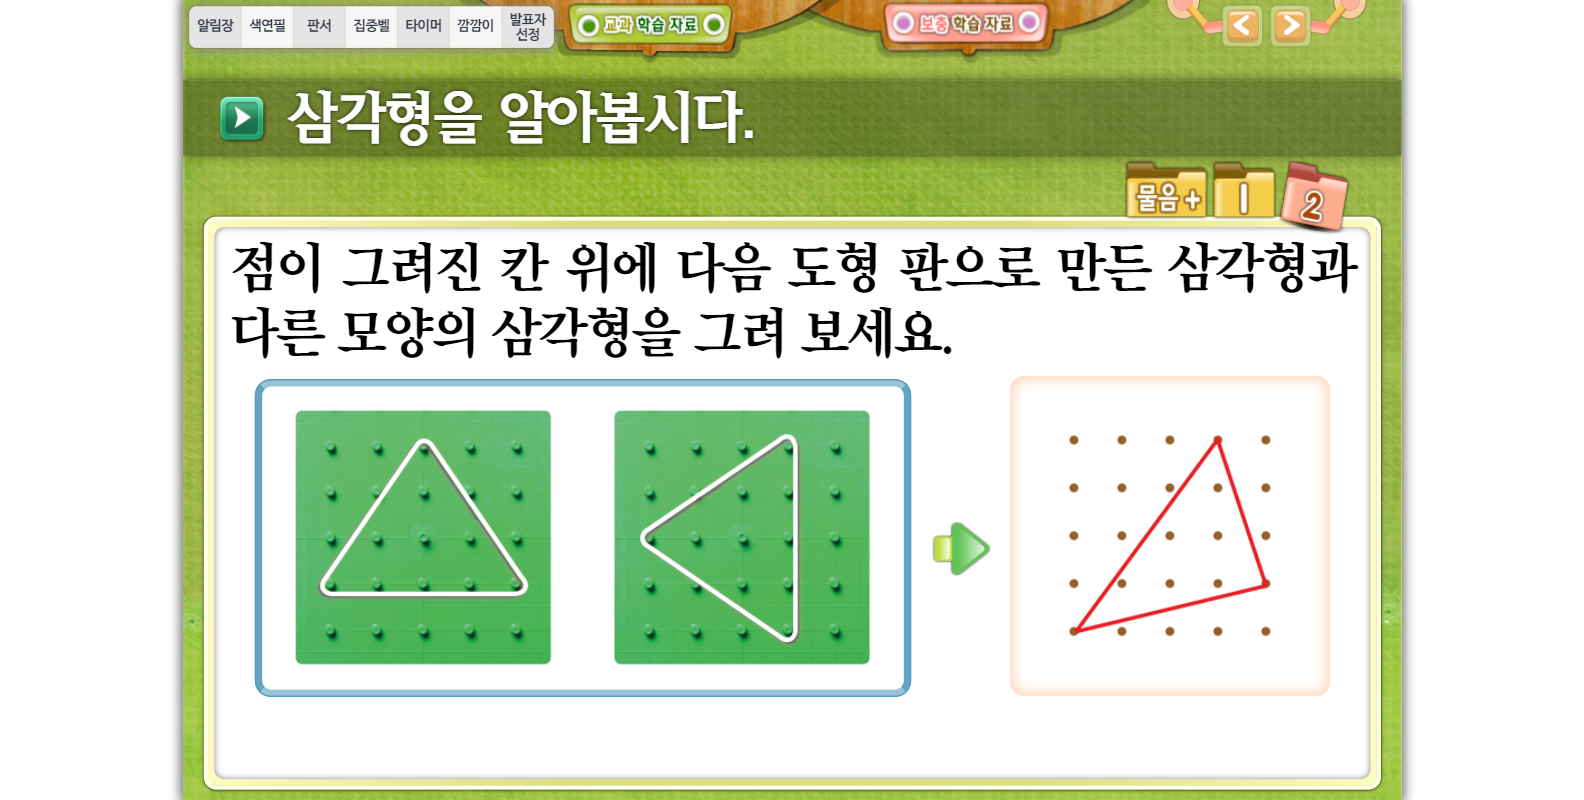 알림장 색연필 판서 집중벨 타이머 깜깜이 발표자
선정
교과 학습 자료
보충 학습 자료
삼각형을 알아봅시다.
물음+ 1 2
점이 그려진 칸 위에 다음 도형 판으로 만든 삼각형과
다른 모양의 삼각형을 그려 보세요.